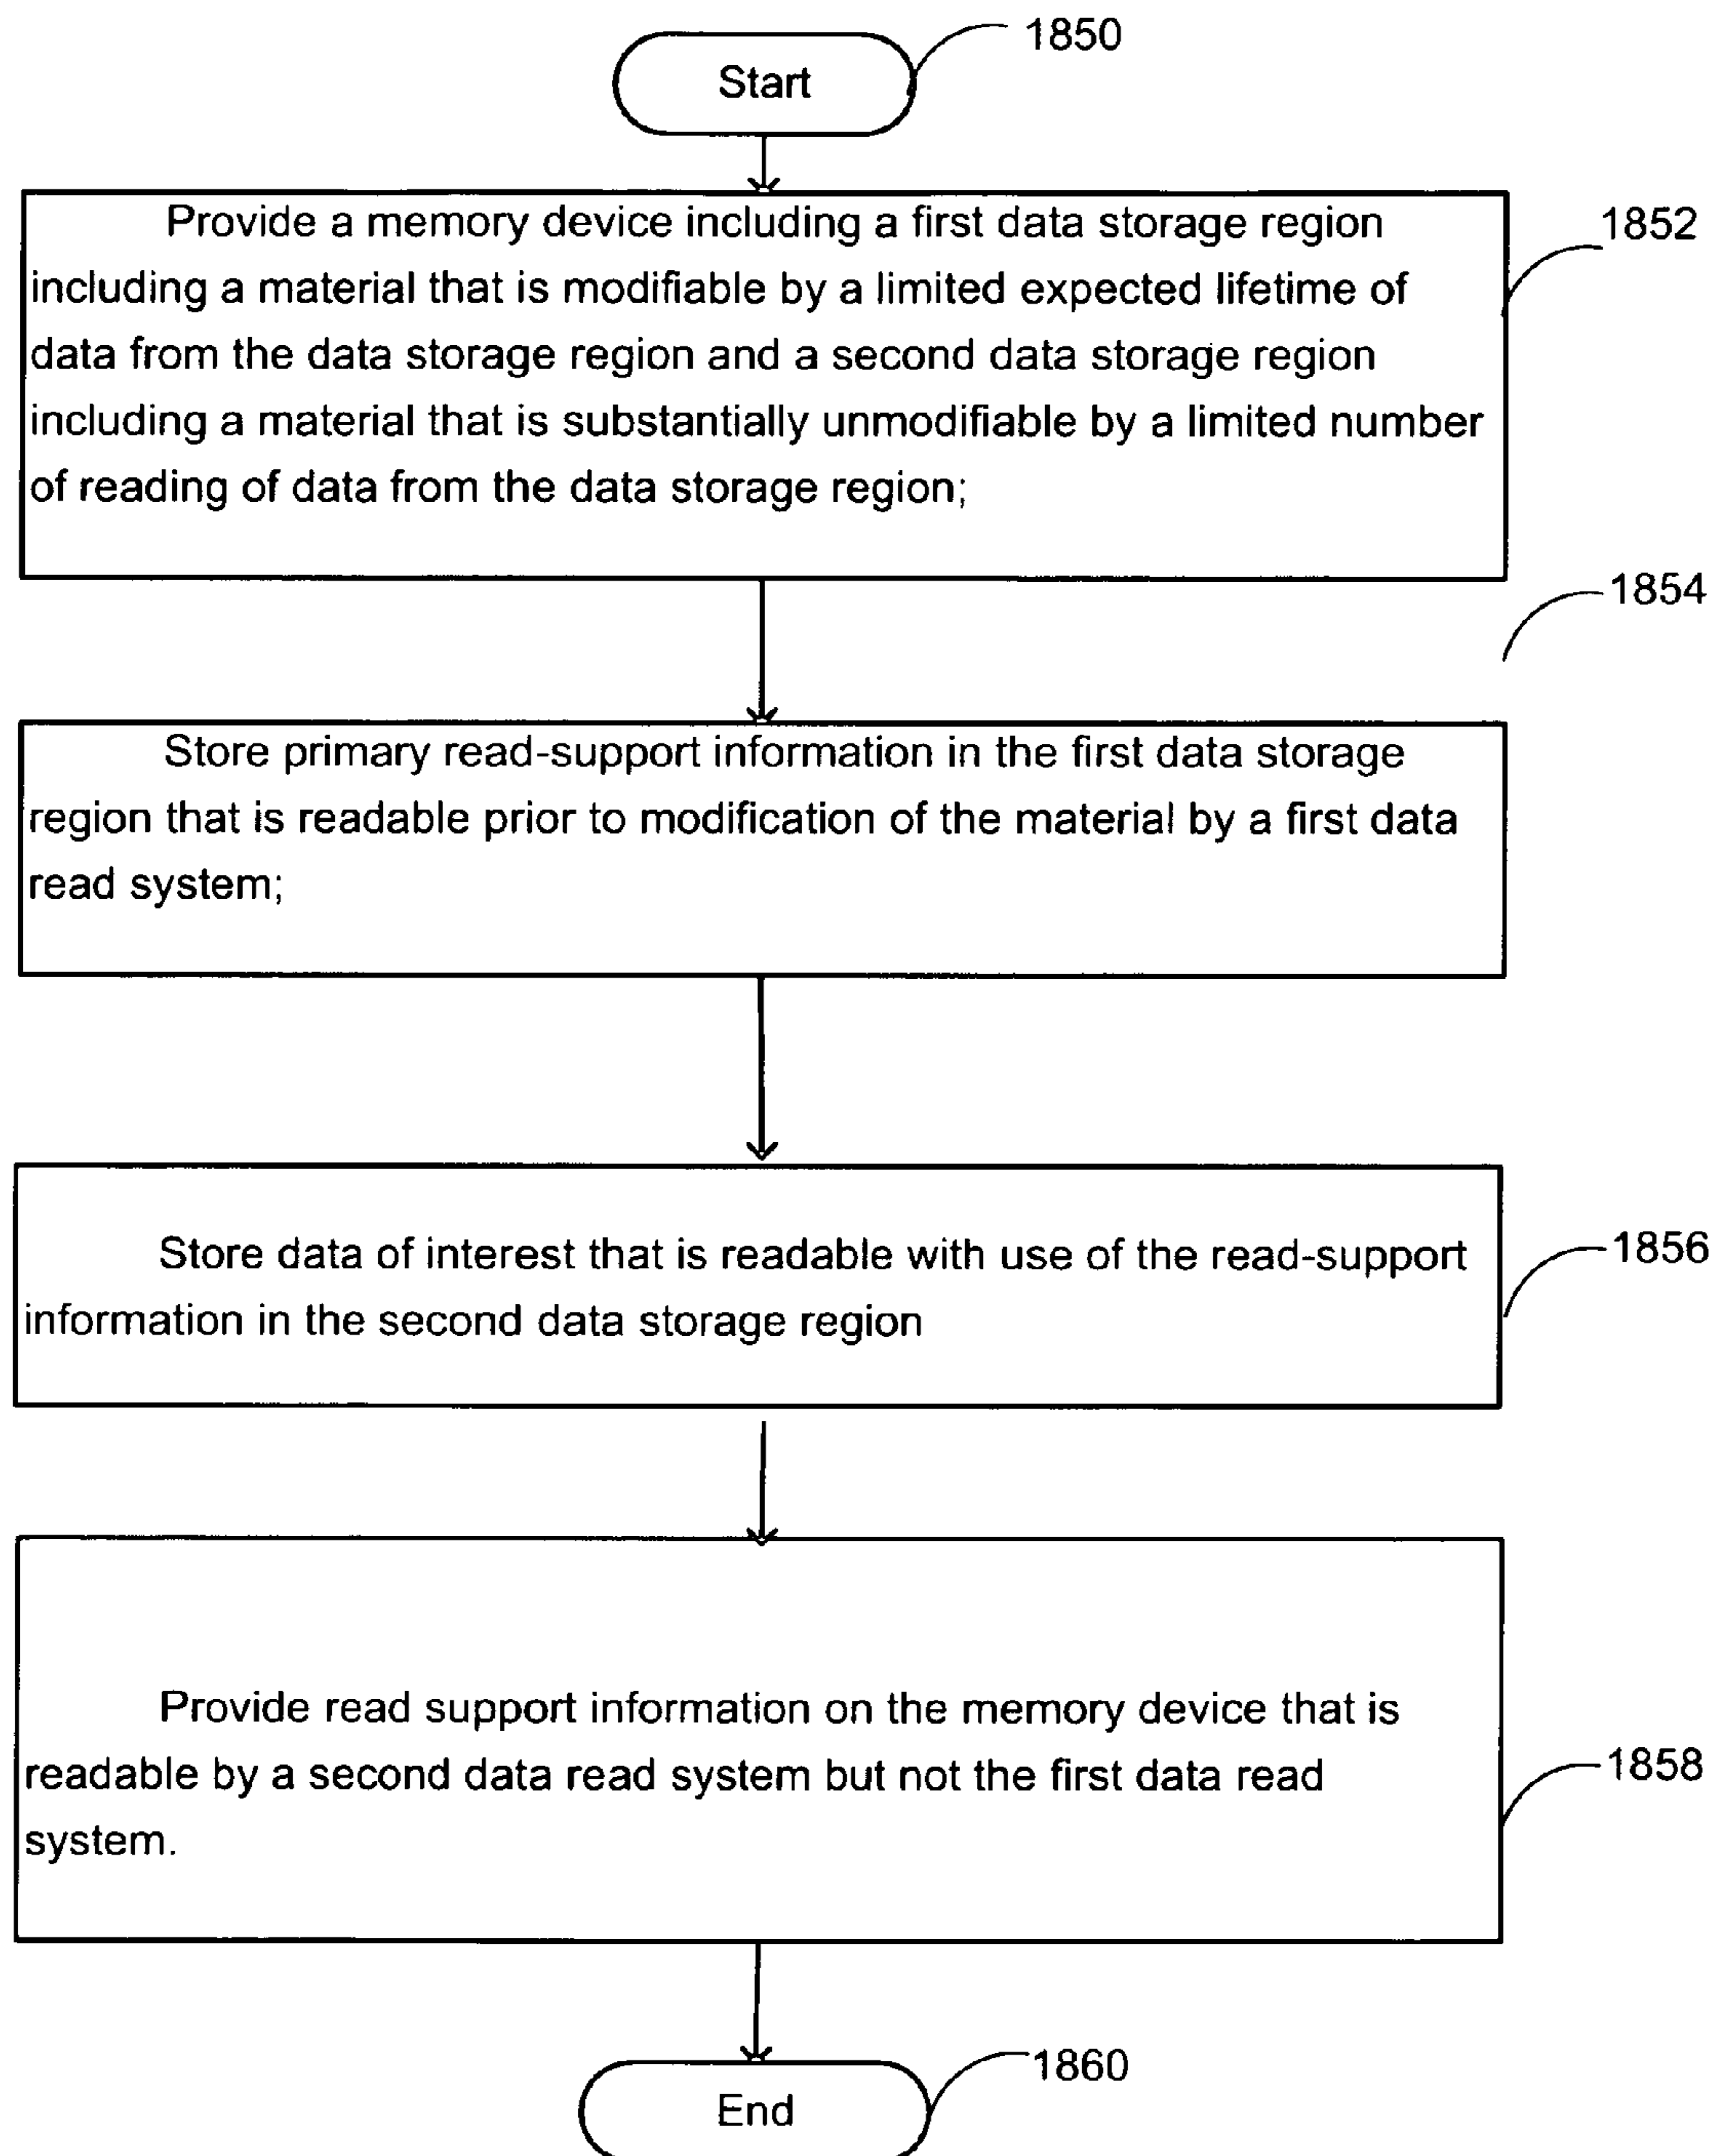 Start
1850
Provide a memory device including a first data storage region
including a material that is modifiable by a limited expected lifetime of
data from the data storage region and a second data storage region
including a material that is substantially unmodifiable by a limited number
of reading of data from the data storage region;
1852
1854
Store primary read-support information in the first data storage
region that is readable prior to modification of the material by a first data
read system;
Store data of interest that is readable with use of the read-support
information in the second data storage region
1856
Provide read support information on the memory device that is
readable by a second data read system but not the first data read
system.
1858
1860
End